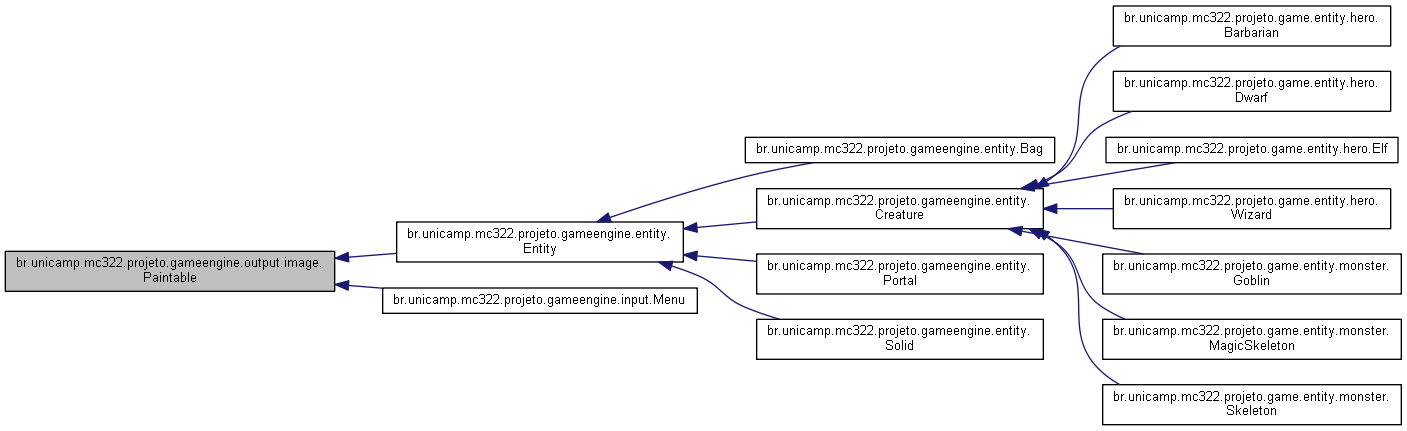 br.unicamp.mc322.projeto.game.entity.hero.
Barbarian
br.unicamp.mc322.projeto.game.entity.hero.
Dwarf
br.unicamp.mc322.projeto.gameengine.entity.Bag
br.unicamp.mc322.projeto.game.entity.hero.Elf
br.unicamp.mc322.projeto.gameengine.entity.
Creature
br.unicamp.mc322.projeto.game.entity.hero.
Wizard
br.unicamp.mc322.projeto.gameengine.entity.
Entity
br.unicamp.mc322.projeto.gameengine.output.image.
Paintable
br.unicamp.mc322.projeto.gameengine.entity.
Portal
br.unicamp.mc322.projeto.game.entity.monster.
Goblin
br.unicamp.mc322.projeto.gameengine.input.Menu
br.unicamp.mc322.projeto.gameengine.entity.
Solid
br.unicamp.mc322.projeto.game.entity.monster.
MagicSkeleton
br.unicamp.mc322.projeto.game.entity.monster.
Skeleton